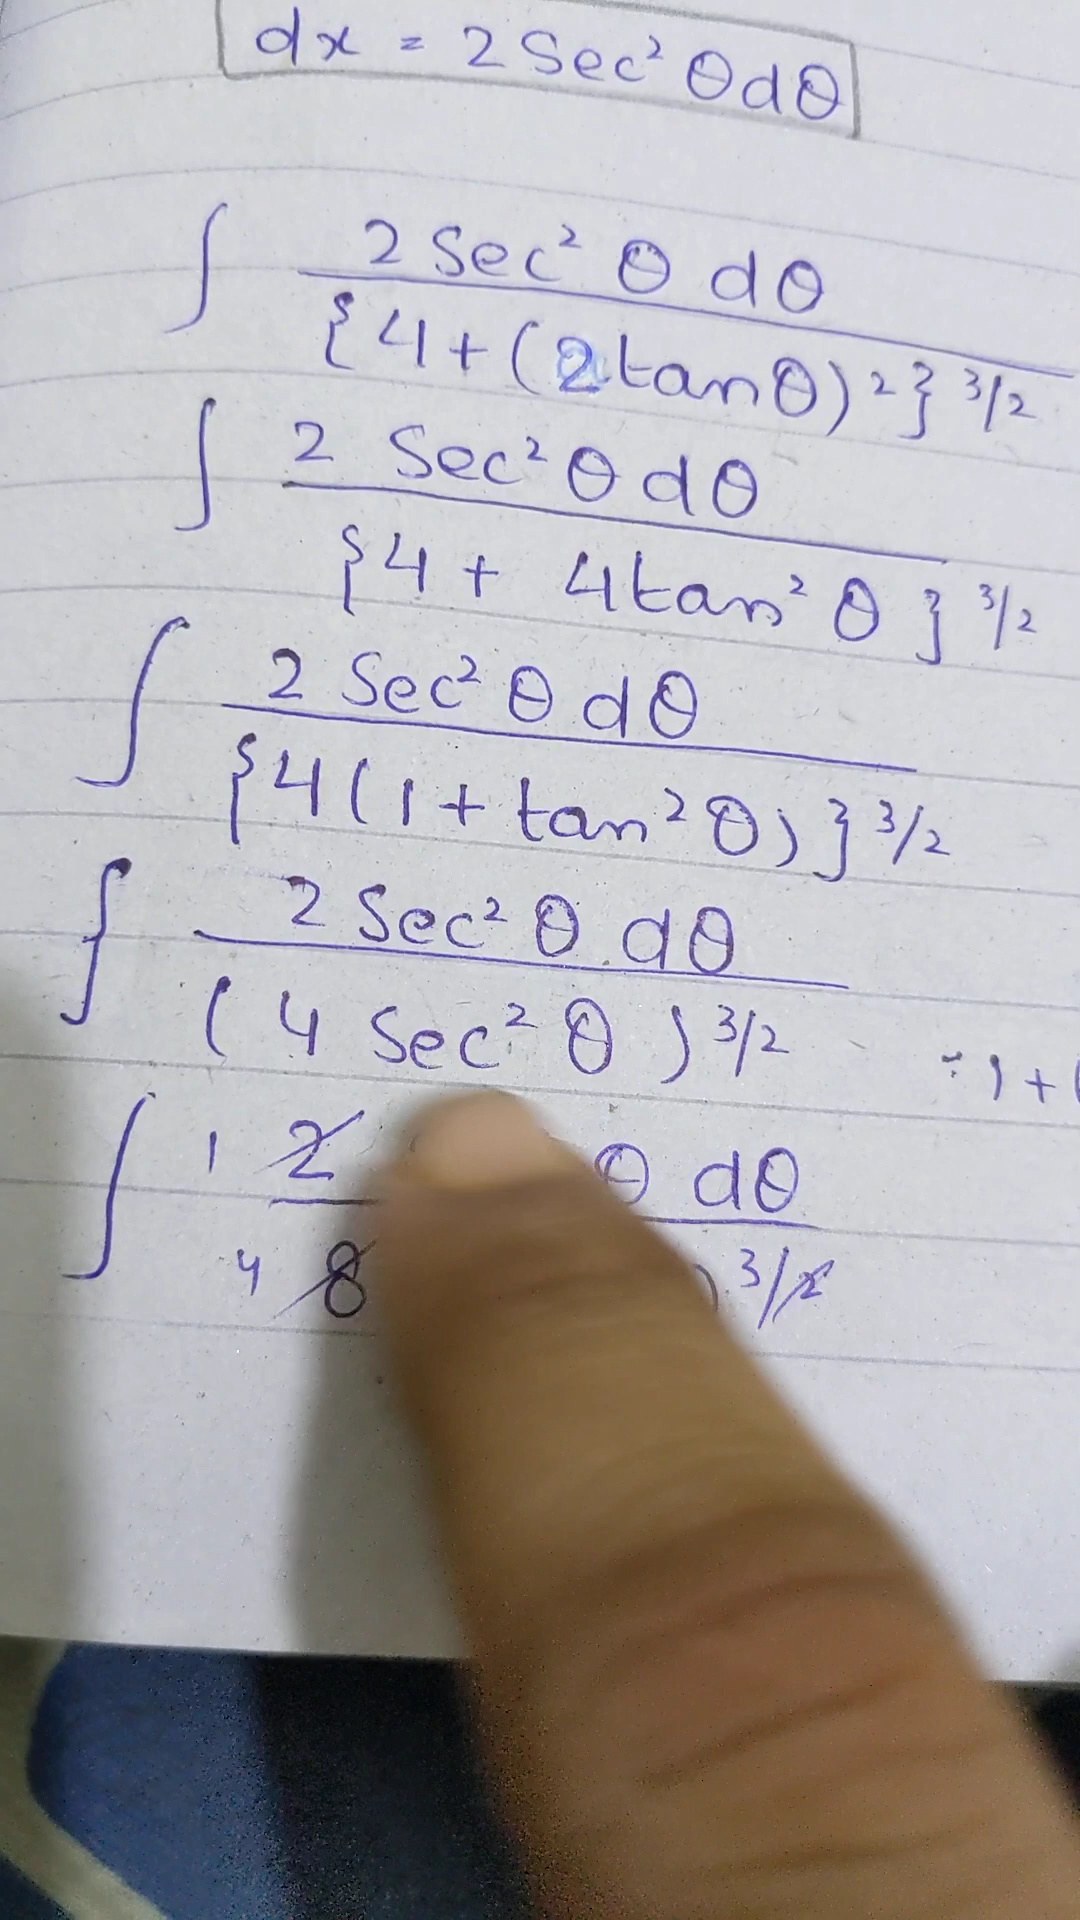 dx = 2 Sec² θ dθ
∫ 2 Sec² θ dθ
{4 + (2 tan θ)²}^3/2
∫ 2 Sec² θ dθ
{4 + 4 tan² θ}^3/2
∫ 2 Sec² θ dθ
{4 (1 + tan² θ)}^3/2
∫ 2 Sec² θ dθ
(4 Sec² θ)^3/2
∵ 1 +
∫ 1 2 θ dθ
4 8 )^3/2